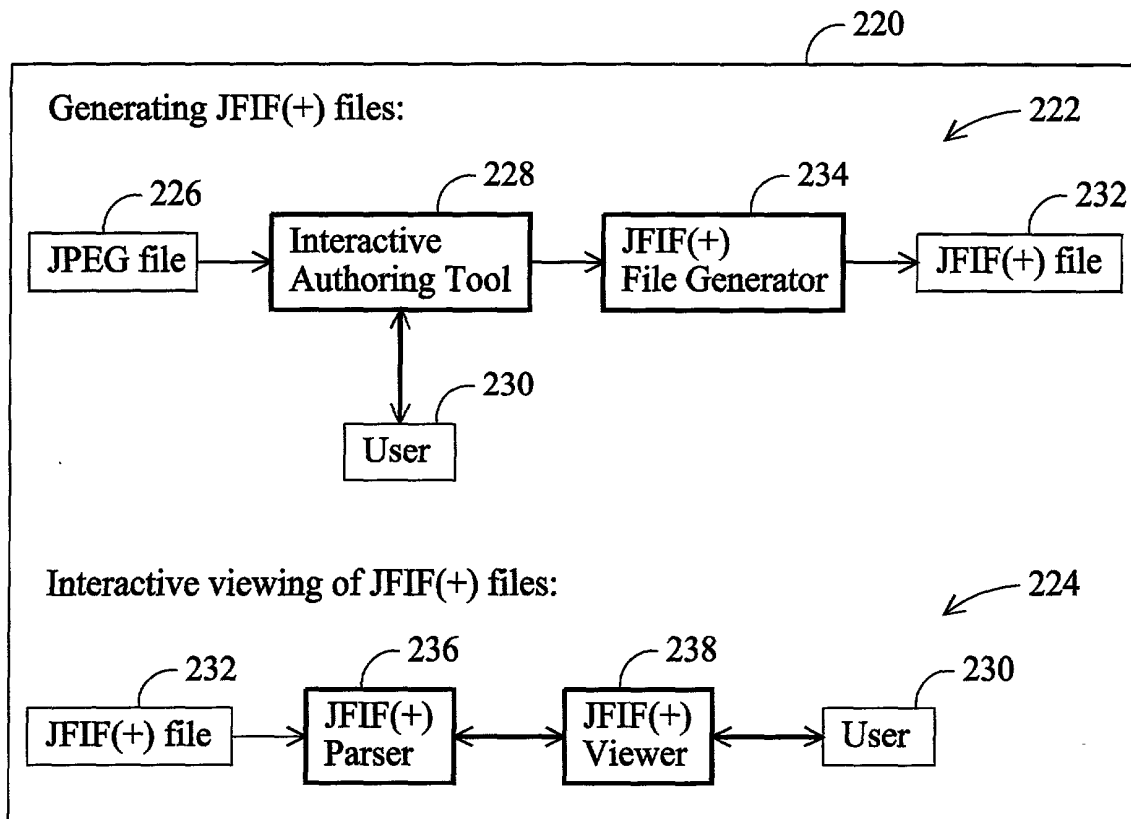 220
Generating JFIF(+) files:
222
226
228
234
232
JPEG file
Interactive
Authoring Tool
JFIF(+)
File Generator
JFIF(+) file
230
User
Interactive viewing of JFIF(+) files:
224
232
236
238
230
JFIF(+) file
JFIF(+)
Parser
JFIF(+)
Viewer
User